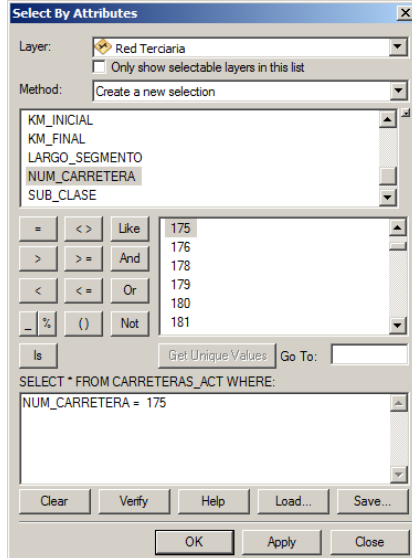 Select By Attributes
Layer: Red Terciaria
Only show selectable layers in this list
Method: Create a new selection
KM_INICIAL
KM_FINAL
LARGO_SEGMENTO
NUM_CARRETERA
SUB_CLASE
= < > Like 175
176
> > = And 178
179
< < = Or 180
_ % () Not 181
Is Get Unique Values Go To:
SELECT * FROM CARRETERAS_ACT WHERE:
NUM_CARRETERA = 175
Clear Verify Help Load... Save...
OK Apply Close